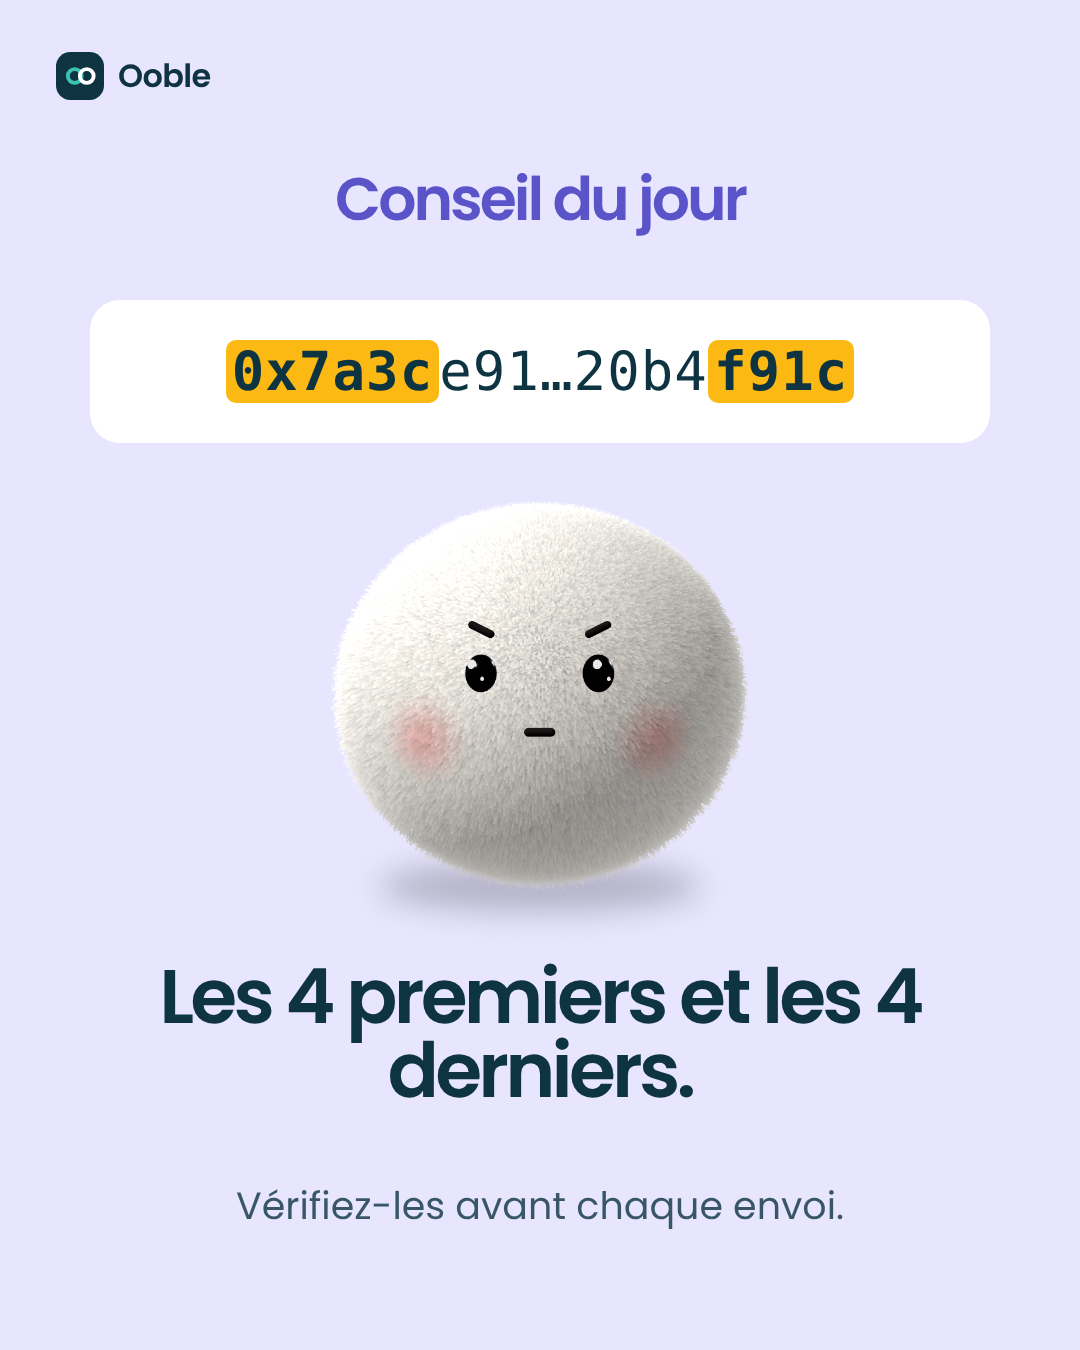 Ooble
Conseil du jour
0x7a3ce91…20b4f91c
Les 4 premiers et les 4
derniers.
Vérifiez-les avant chaque envoi.